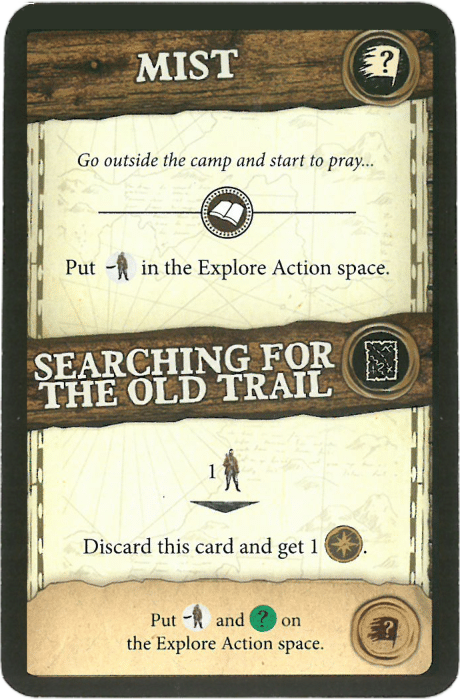 MIST
?
Go outside the camp and start to pray...
Put in the Explore Action space.
SEARCHING FOR
THE OLD TRAIL
1
Discard this card and get 1 .
Put and ? on
the Explore Action space.
?